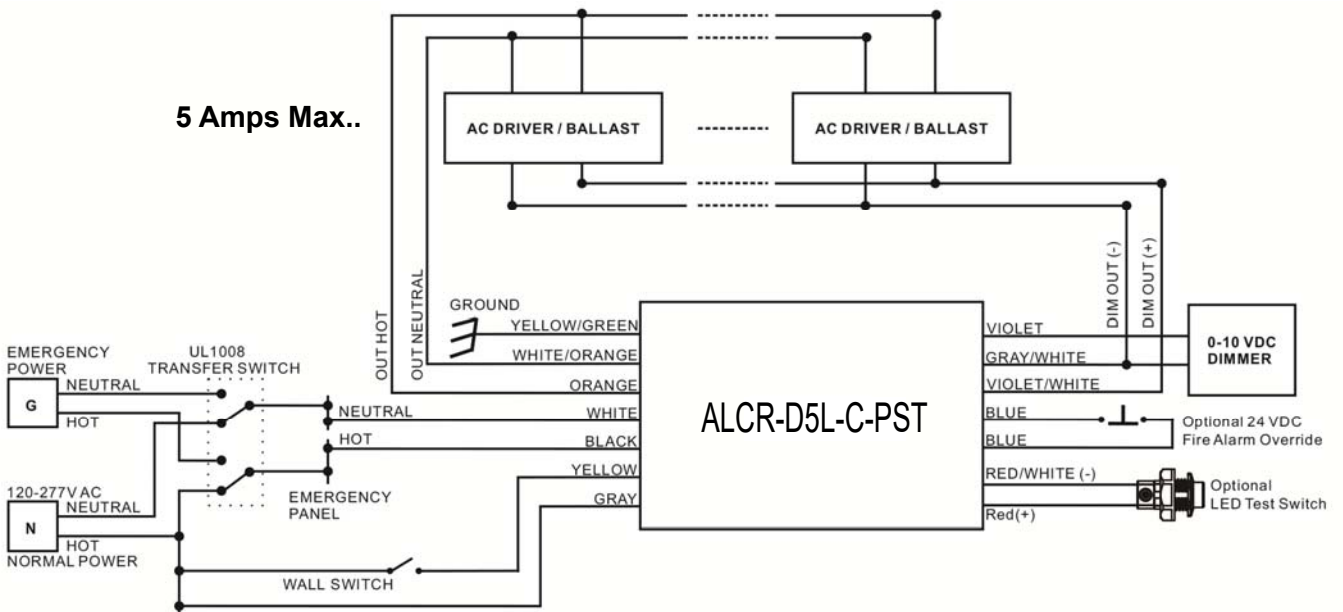 5 Amps Max..
AC DRIVER / BALLAST
AC DRIVER / BALLAST
OUT HOT
OUT NEUTRAL
DIM OUT (-)
DIM OUT (+)
GROUND
YELLOW/GREEN
WHITE/ORANGE
ORANGE
WHITE
BLACK
YELLOW
GRAY
ALCR-D5L-C-PST
VIOLET
GRAY/WHITE
VIOLET/WHITE
BLUE
BLUE
RED/WHITE (-)
Red(+)
0-10 VDC
DIMMER
Optional 24 VDC
Fire Alarm Override
Optional
LED Test Switch
EMERGENCY
POWER
G
NEUTRAL
HOT
UL1008
TRANSFER SWITCH
NEUTRAL
HOT
EMERGENCY
PANEL
120-277V AC
NEUTRAL
N
HOT
NORMAL POWER
WALL SWITCH